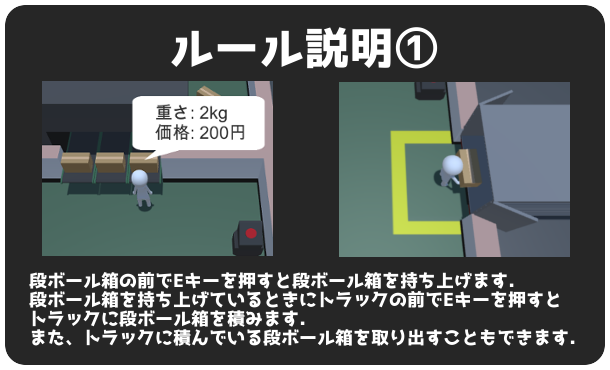 ルール説明①
重さ: 2kg
価格: 200円
段ボール箱の前でEキーを押すと段ボール箱を持ち上げます.
段ボール箱を持ち上げているときにトラックの前でEキーを押すと
トラックに段ボール箱を積みます.
また、トラックに積んでいる段ボール箱を取り出すこともできます.